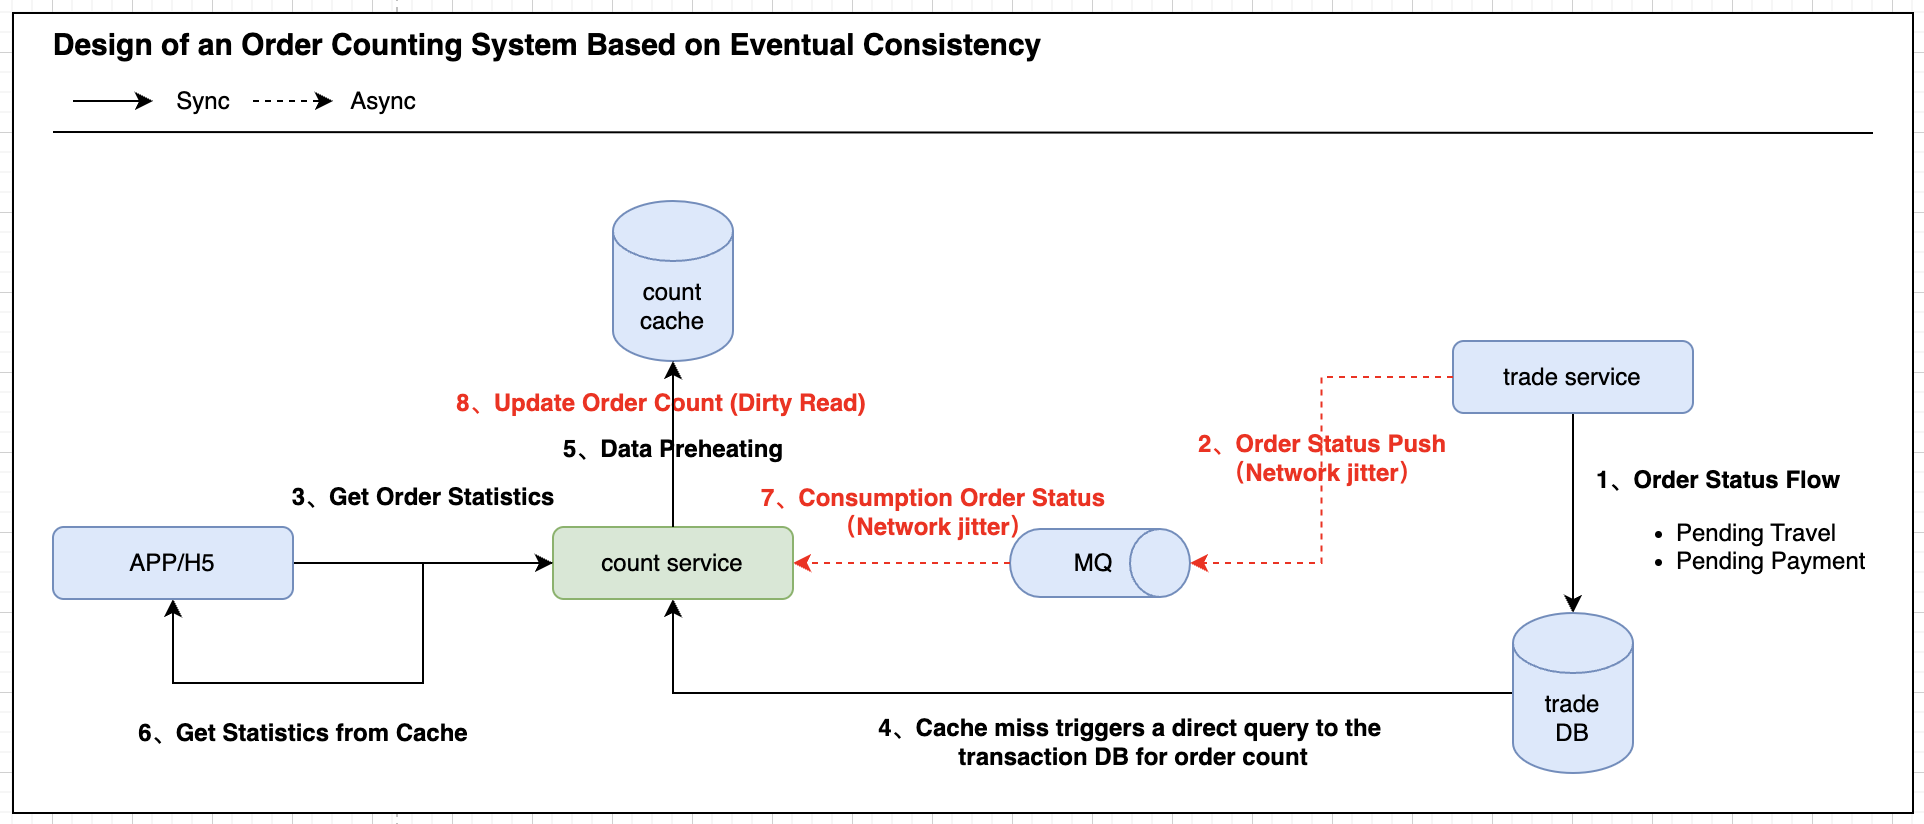 Design of an Order Counting System Based on Eventual Consistency
Sync
Async
count
cache
trade service
8、Update Order Count (Dirty Read)
5、Data Preheating
2、Order Status Push
（Network jitter）
1、Order Status Flow
3、Get Order Statistics
7、Consumption Order Status
（Network jitter）
• Pending Travel
• Pending Payment
APP/H5
count service
MQ
trade
DB
6、Get Statistics from Cache
4、Cache miss triggers a direct query to the
transaction DB for order count